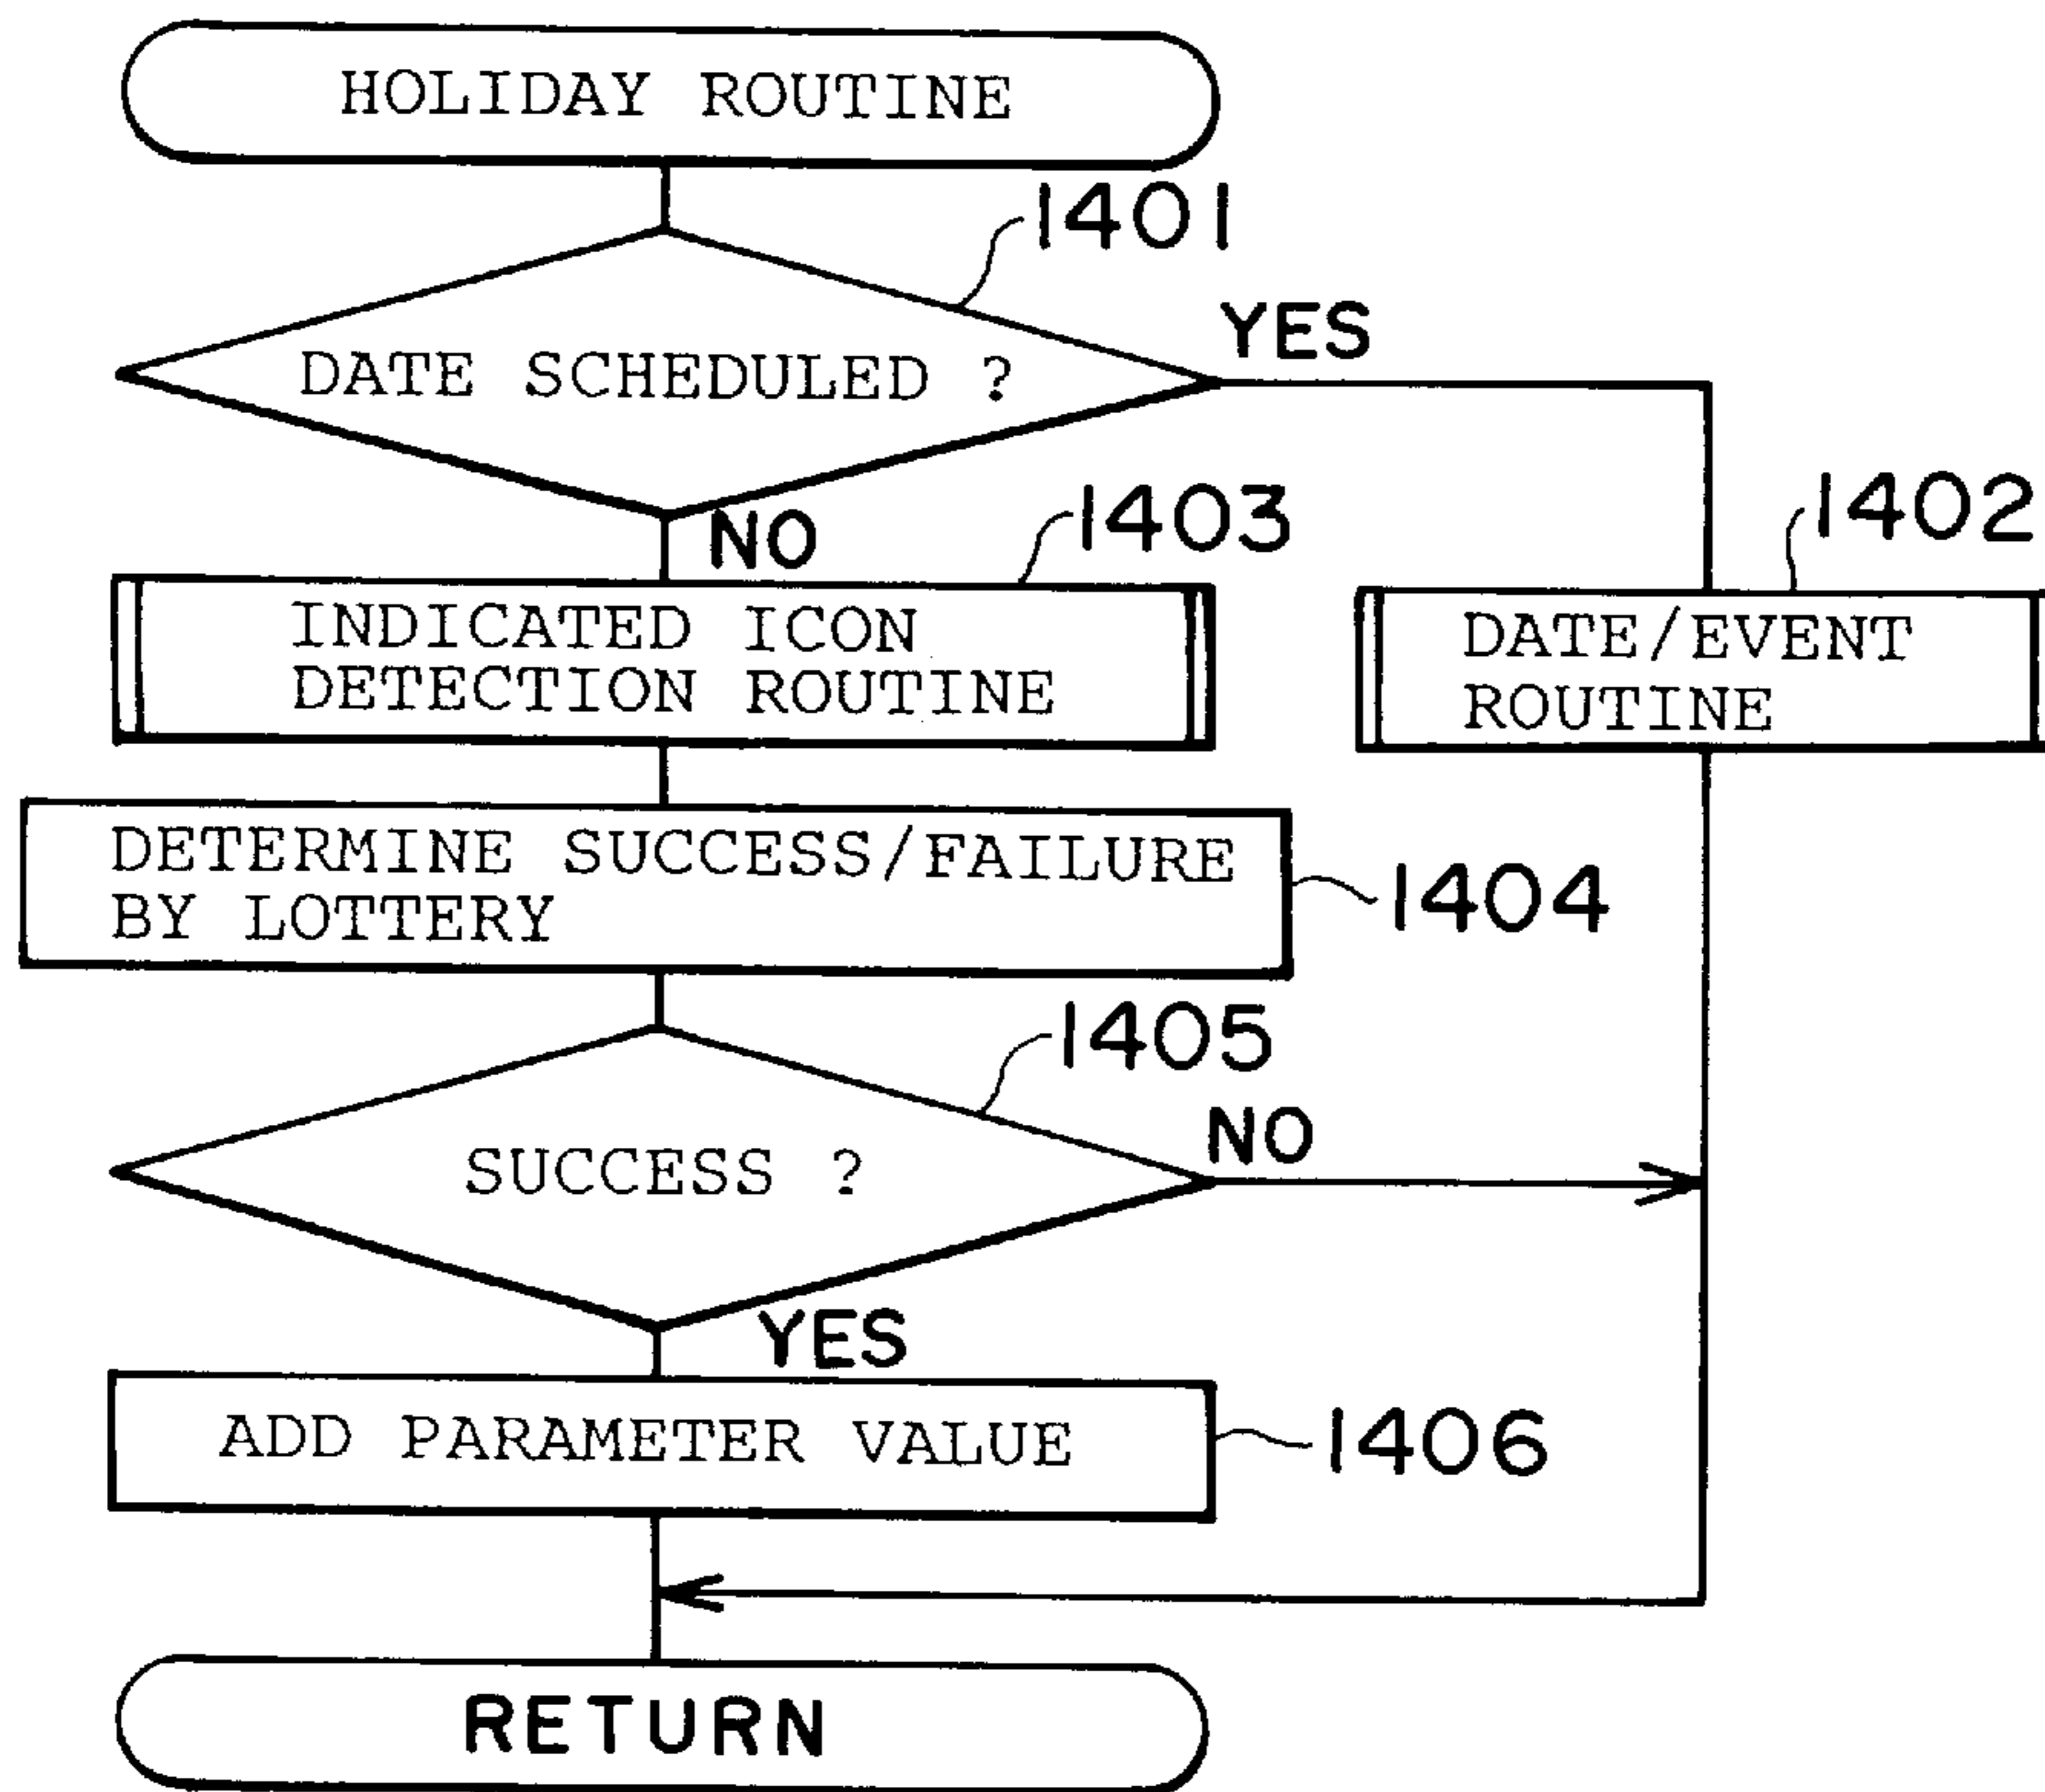 HOLIDAY ROUTINE
1401
DATE SCHEDULED ?
YES
NO
1403
1402
INDICATED ICON
DETECTION ROUTINE
DATE/EVENT
ROUTINE
DETERMINE SUCCESS/FAILURE
BY LOTTERY
1404
1405
SUCCESS ?
NO
YES
ADD PARAMETER VALUE
1406
RETURN